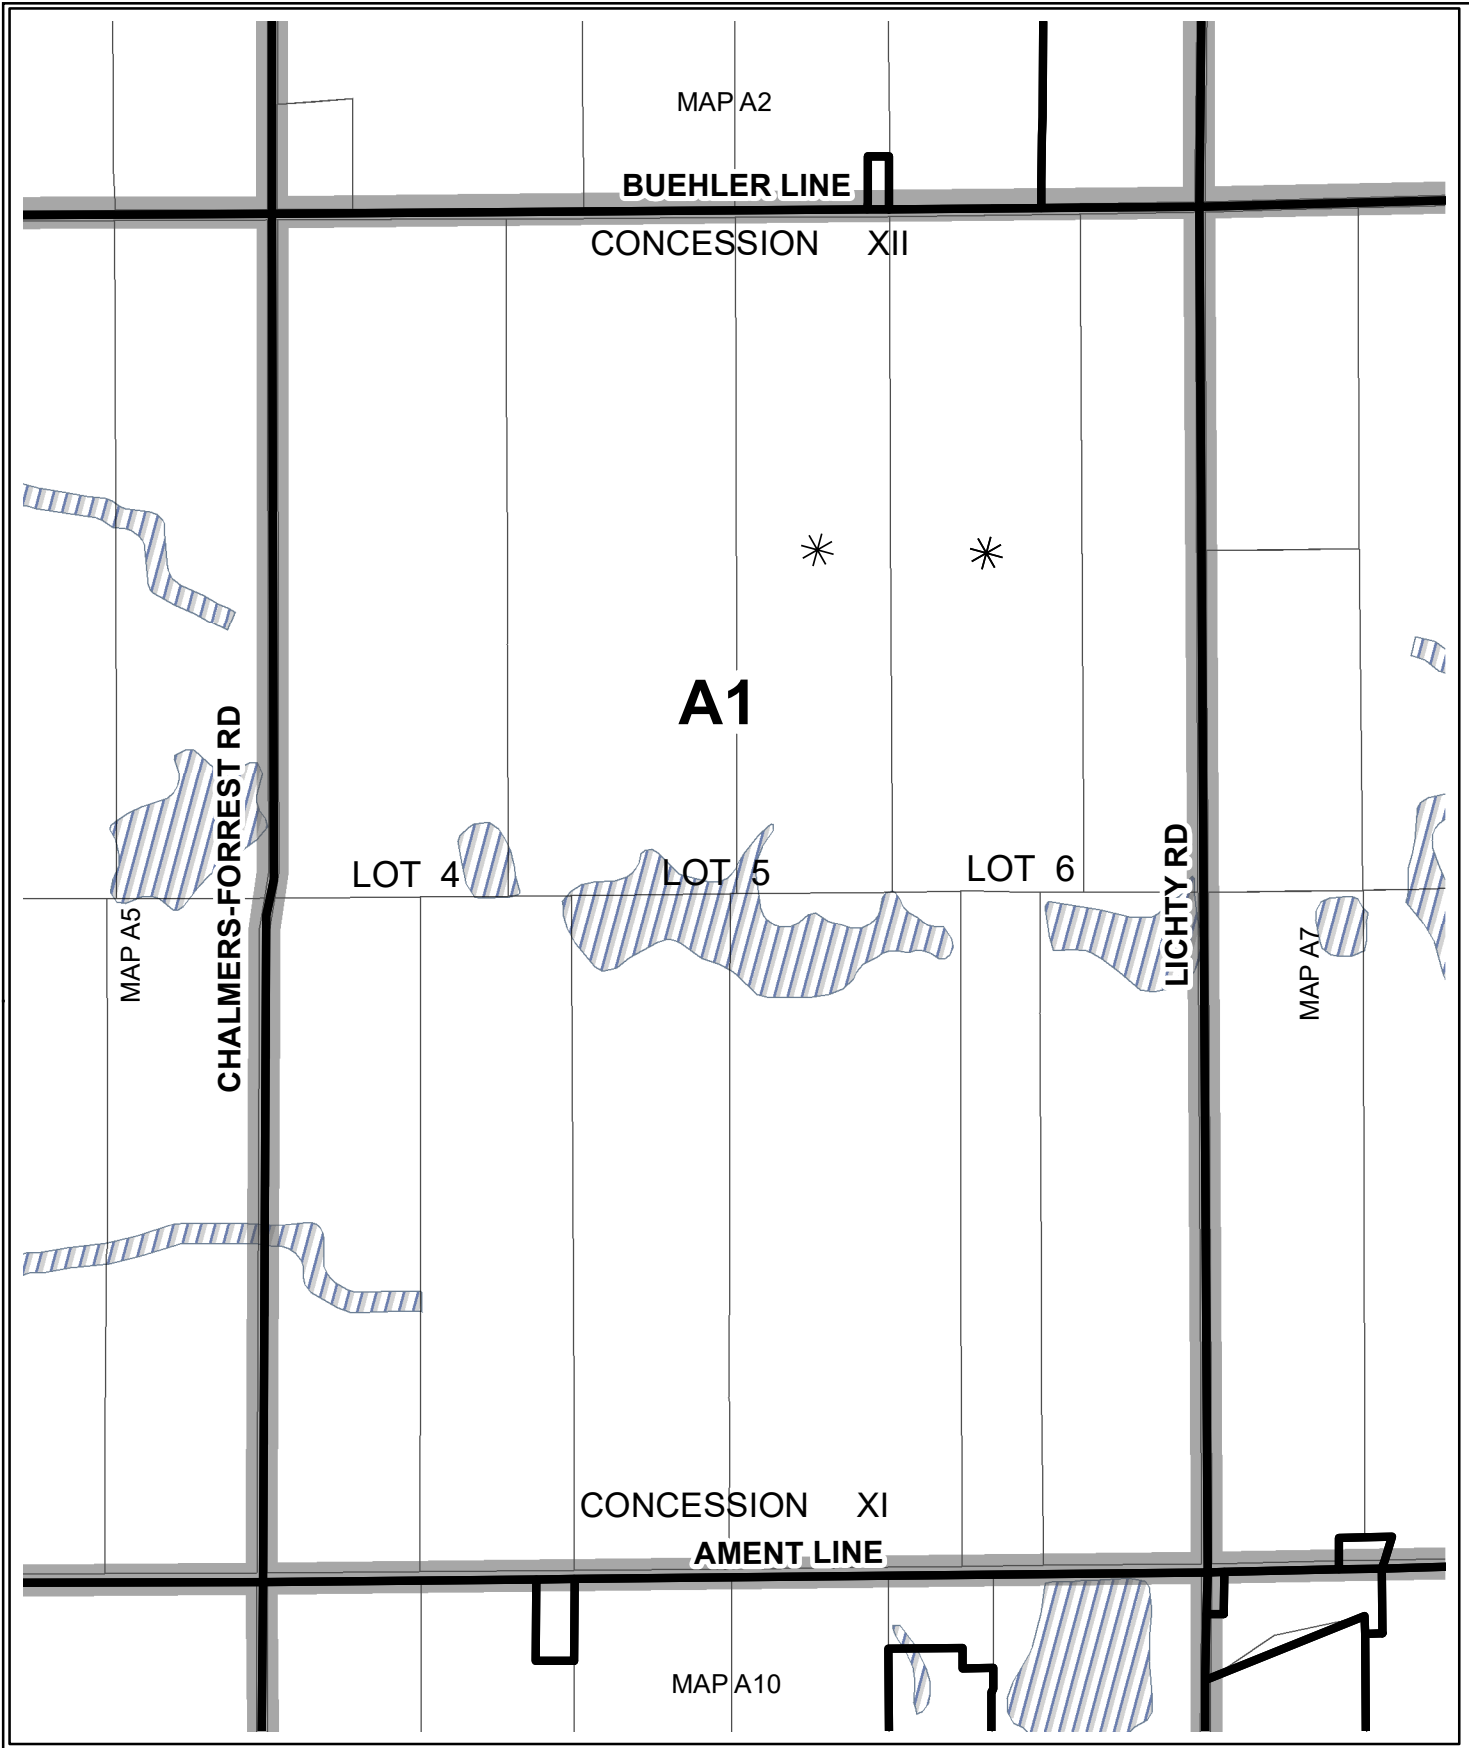 MAP A2
BUEHLER LINE
CONCESSION XII
A1
CHALMERS-FORREST RD
LOT 4
LOT 5
LOT 6
LICHTY RD
MAP A5
MAP A7
CONCESSION XI
AMENT LINE
MAP A10